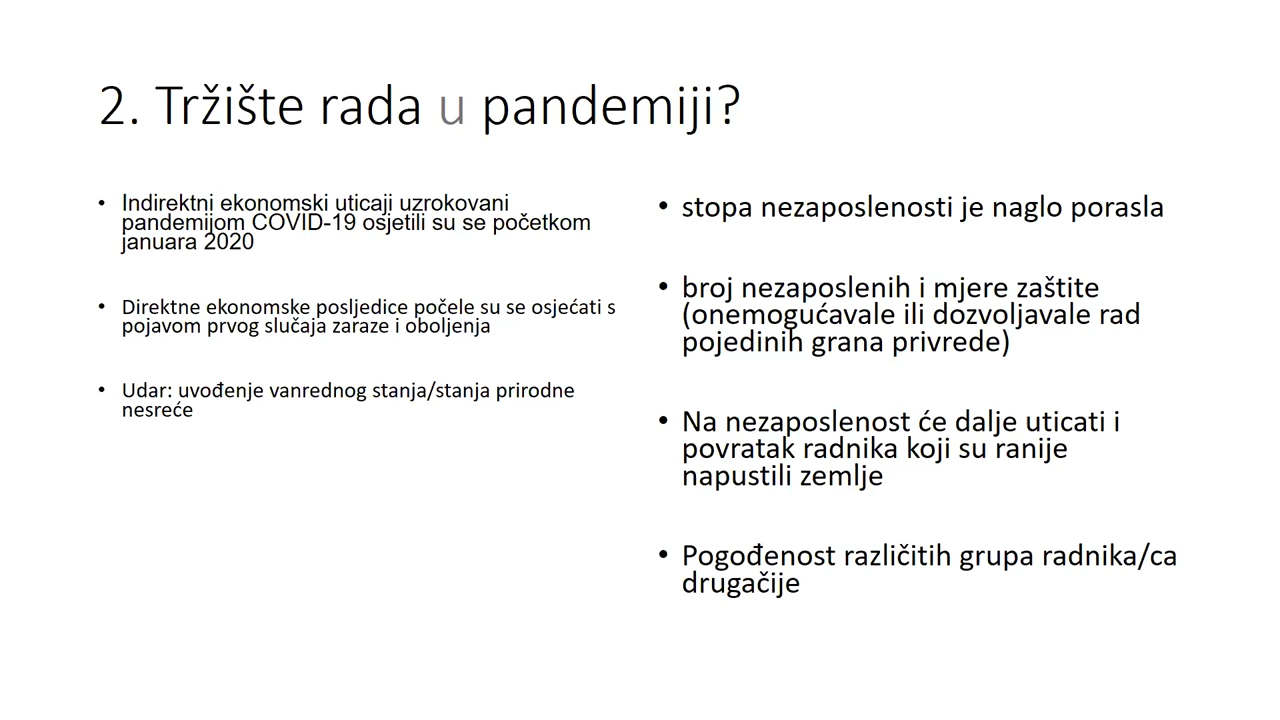 2. Tržište rada u pandemiji?
• Indirektni ekonomski uticaji uzrokovani
pandemijom COVID-19 osjetili su se početkom
januara 2020
• Direktne ekonomske posljedice počele su se osjećati s
pojavom prvog slučaja zaraze i oboljenja
• Udar: uvođenje vanrednog stanja/stanja prirodne
nesreće
• stopa nezaposlenosti je naglo porasla
• broj nezaposlenih i mjere zaštite
(onemogućavale ili dozvoljavale rad
pojedinih grana privrede)
• Na nezaposlenost će dalje uticati i
povratak radnika koji su ranije
napustili zemlje
• Pogođenost različitih grupa radnika/ca
drugačije